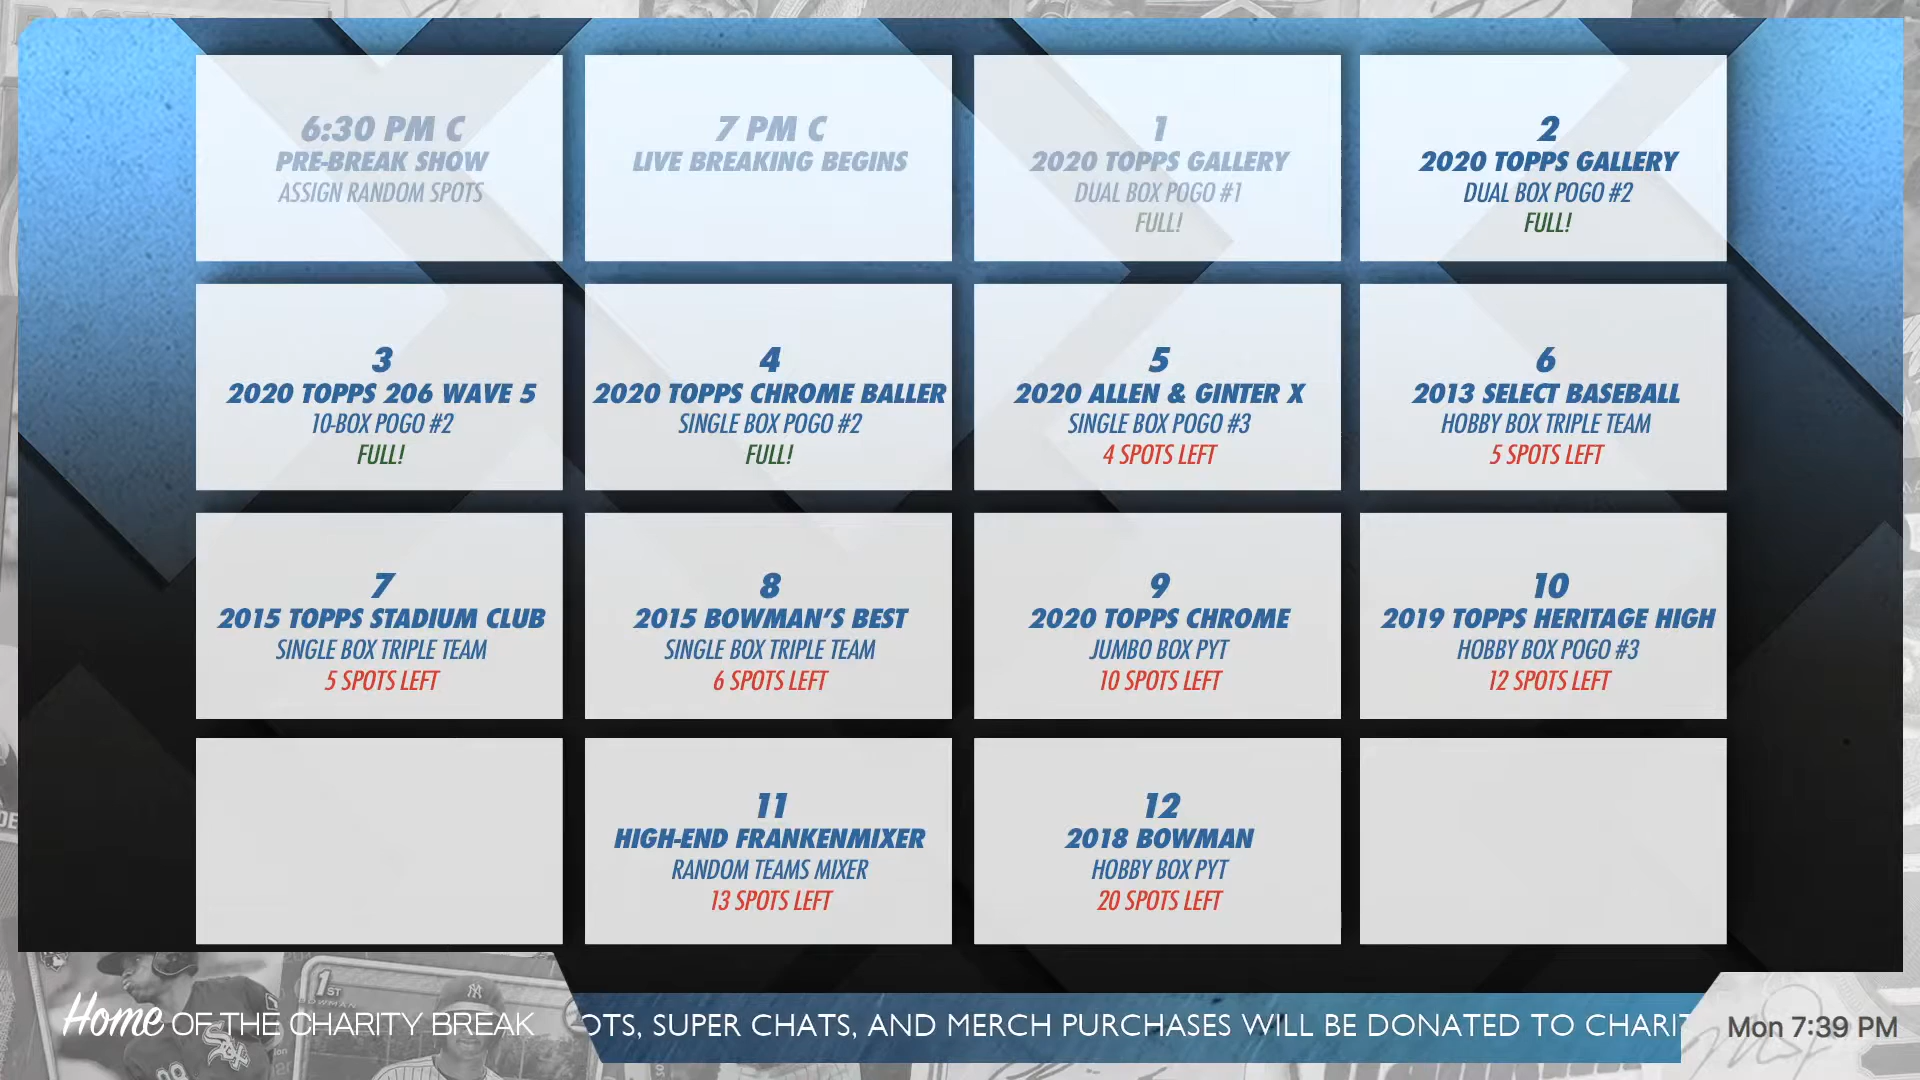 6:30 PM C
PRE-BREAK SHOW
ASSIGN RANDOM SPOTS
7 PM C
LIVE BREAKING BEGINS
1
2020 TOPPS GALLERY
DUAL BOX POGO #1
FULL!
2
2020 TOPPS GALLERY
DUAL BOX POGO #2
FULL!
3
2020 TOPPS 206 WAVE 5
10-BOX POGO #2
FULL!
4
2020 TOPPS CHROME BALLER
SINGLE BOX POGO #2
FULL!
5
2020 ALLEN & GINTER X
SINGLE BOX POGO #3
4 SPOTS LEFT
6
2013 SELECT BASEBALL
HOBBY BOX TRIPLE TEAM
5 SPOTS LEFT
7
2015 TOPPS STADIUM CLUB
SINGLE BOX TRIPLE TEAM
5 SPOTS LEFT
8
2015 BOWMAN'S BEST
SINGLE BOX TRIPLE TEAM
6 SPOTS LEFT
9
2020 TOPPS CHROME
JUMBO BOX PYT
10 SPOTS LEFT
10
2019 TOPPS HERITAGE HIGH
HOBBY BOX POGO #3
12 SPOTS LEFT
11
HIGH-END FRANKENMIXER
RANDOM TEAMS MIXER
13 SPOTS LEFT
12
2018 BOWMAN
HOBBY BOX PYT
20 SPOTS LEFT
1ST
BOWMAN
Home OF THE CHARITY BREAK
OTS, SUPER CHATS, AND MERCH PURCHASES WILL BE DONATED TO CHARIT
Mon 7:39 PM